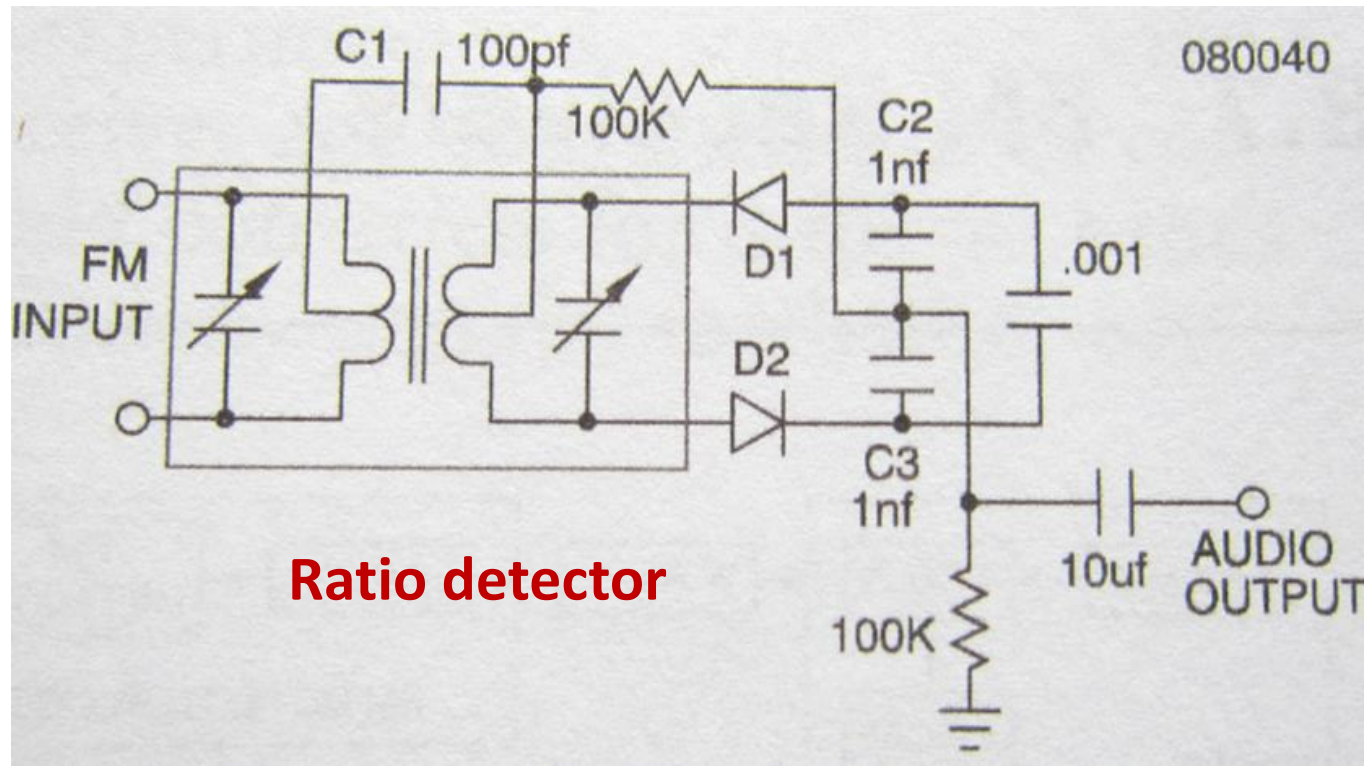 C1
100pf
080040
100K
C2
1nf
FM
INPUT
D1
.001
D2
C3
1nf
10uf
AUDIO
OUTPUT
100K
Ratio detector